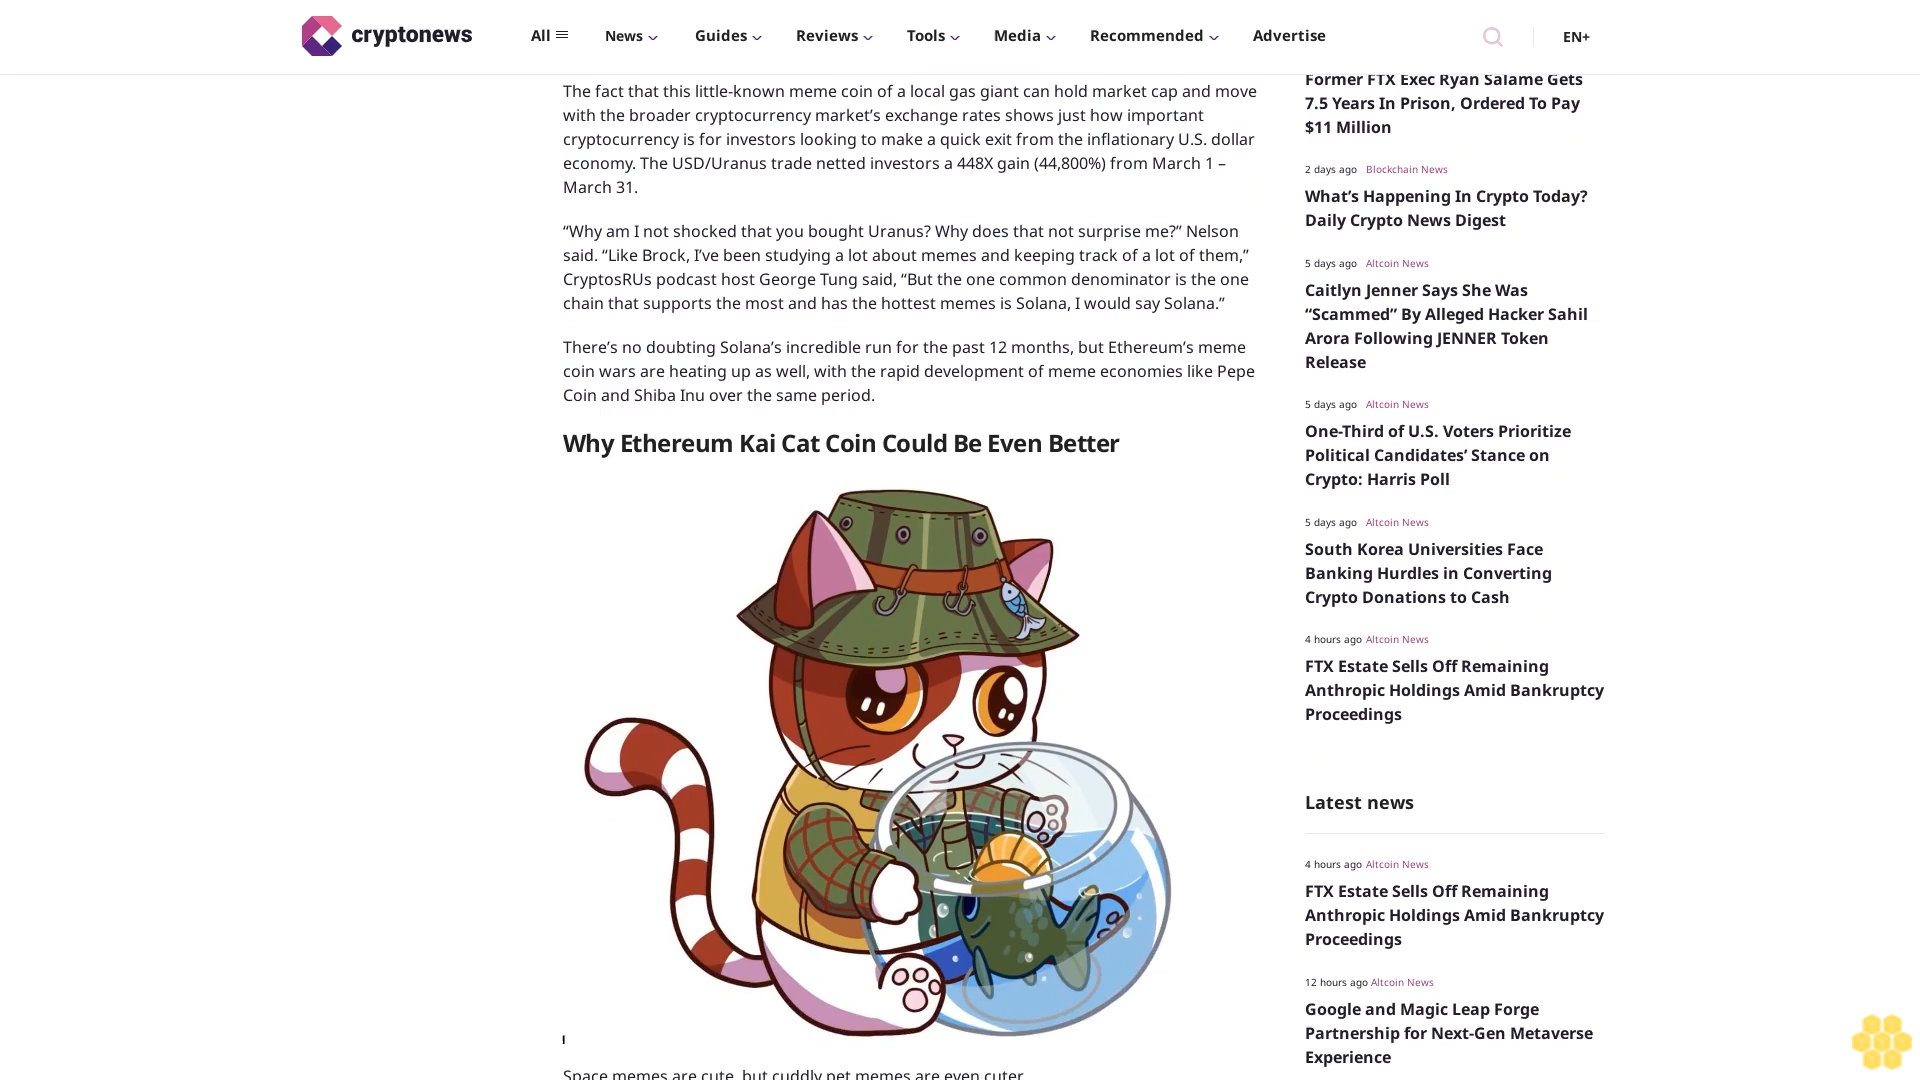 cryptonews
All
News
Guides
Reviews
Tools
Media
Recommended
Advertise
EN+
The fact that this little-known meme coin of a local gas giant can hold market cap and move
with the broader cryptocurrency market’s exchange rates shows just how important
cryptocurrency is for investors looking to make a quick exit from the inflationary U.S. dollar
economy. The USD/Uranus trade netted investors a 448X gain (44,800%) from March 1 –
March 31.
“Why am I not shocked that you bought Uranus? Why does that not surprise me?” Nelson
said. “Like Brock, I’ve been studying a lot about memes and keeping track of a lot of them,”
CryptosRUs podcast host George Tung said, “But the one common denominator is the one
chain that supports the most and has the hottest memes is Solana, I would say Solana.”
There’s no doubting Solana’s incredible run for the past 12 months, but Ethereum’s meme
coin wars are heating up as well, with the rapid development of meme economies like Pepe
Coin and Shiba Inu over the same period.
Why Ethereum Kai Cat Coin Could Be Even Better
Space memes are cute, but cuddly pet memes are even cuter.
Former FTX Exec Ryan Salame Gets
7.5 Years In Prison, Ordered To Pay
$11 Million
2 days ago Blockchain News
What’s Happening In Crypto Today?
Daily Crypto News Digest
5 days ago Altcoin News
Caitlyn Jenner Says She Was
“Scammed” By Alleged Hacker Sahil
Arora Following JENNER Token
Release
5 days ago Altcoin News
One-Third of U.S. Voters Prioritize
Political Candidates’ Stance on
Crypto: Harris Poll
5 days ago Altcoin News
South Korea Universities Face
Banking Hurdles in Converting
Crypto Donations to Cash
4 hours ago Altcoin News
FTX Estate Sells Off Remaining
Anthropic Holdings Amid Bankruptcy
Proceedings
Latest news
4 hours ago Altcoin News
FTX Estate Sells Off Remaining
Anthropic Holdings Amid Bankruptcy
Proceedings
12 hours ago Altcoin News
Google and Magic Leap Forge
Partnership for Next-Gen Metaverse
Experience